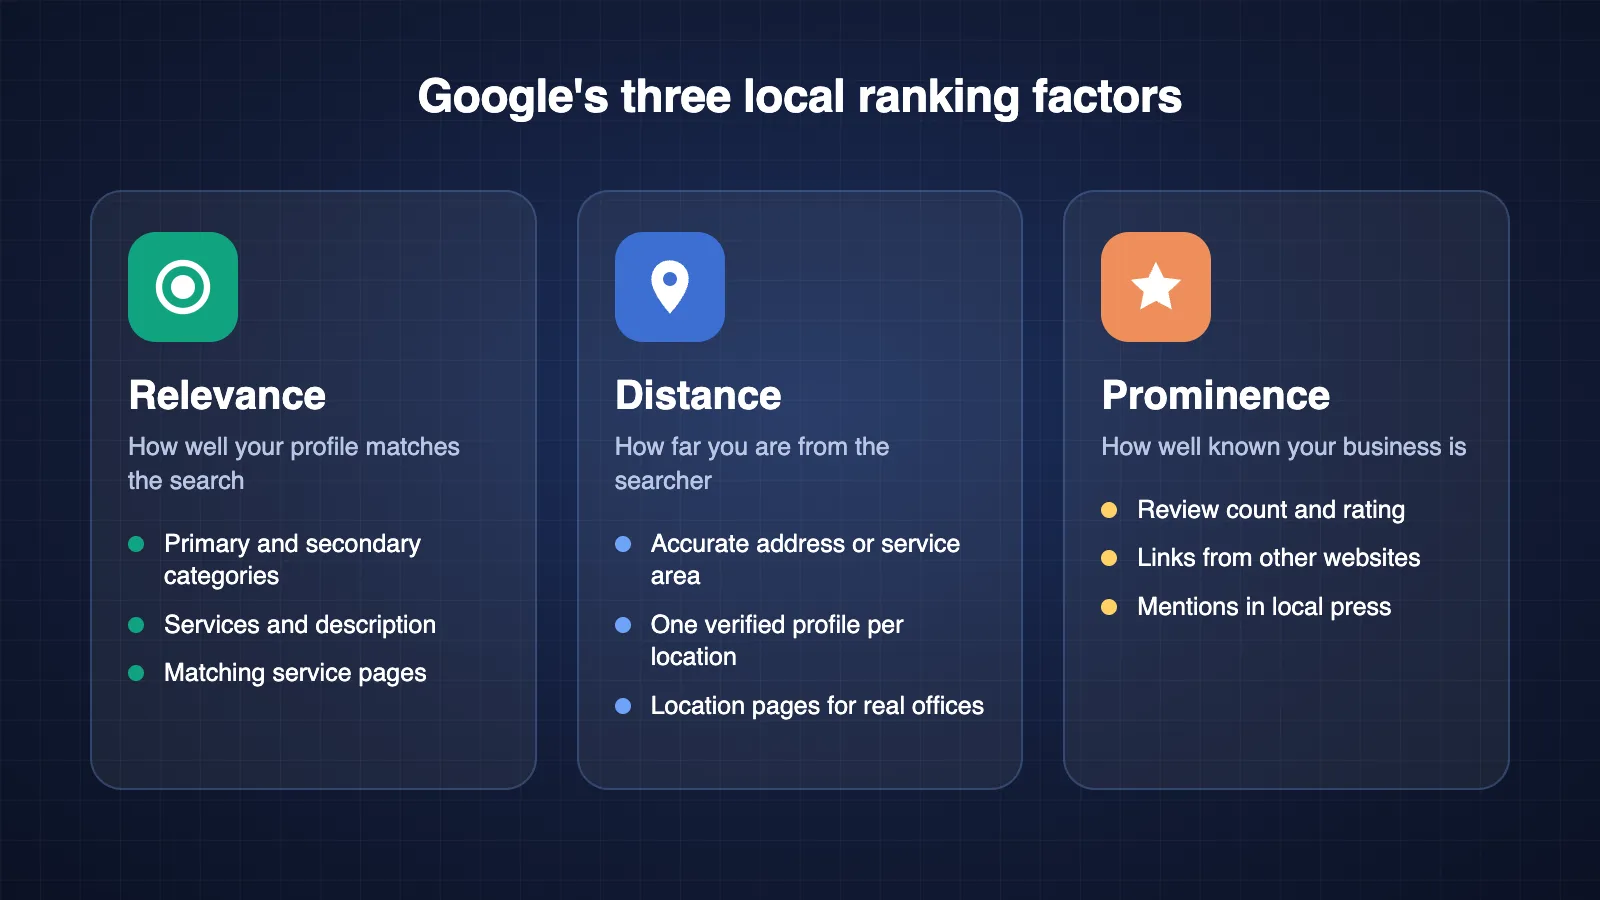 Google's three local ranking factors
Relevance
How well your profile matches
the search
Primary and secondary
categories
Services and description
Matching service pages
Distance
How far you are from the
searcher
Accurate address or service
area
One verified profile per
location
Location pages for real offices
Prominence
How well known your business is
Review count and rating
Links from other websites
Mentions in local press